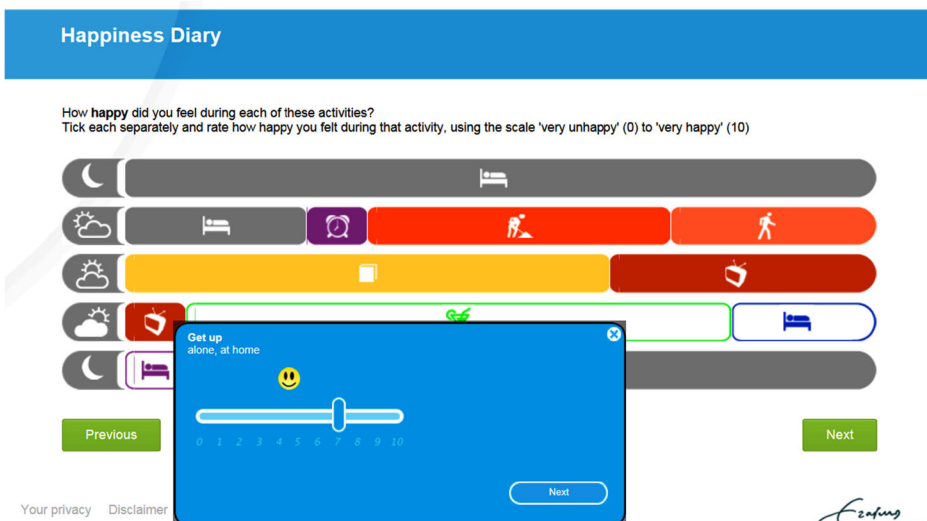 Happiness Diary
How happy did you feel during each of these activities?
Tick each separately and rate how happy you felt during that activity, using the scale 'very unhappy' (0) to 'very happy' (10)
Get up
alone, at home
0 1 2 3 4 5 6 7 8 9 10
Previous
Next
Next
Your privacy Disclaimer